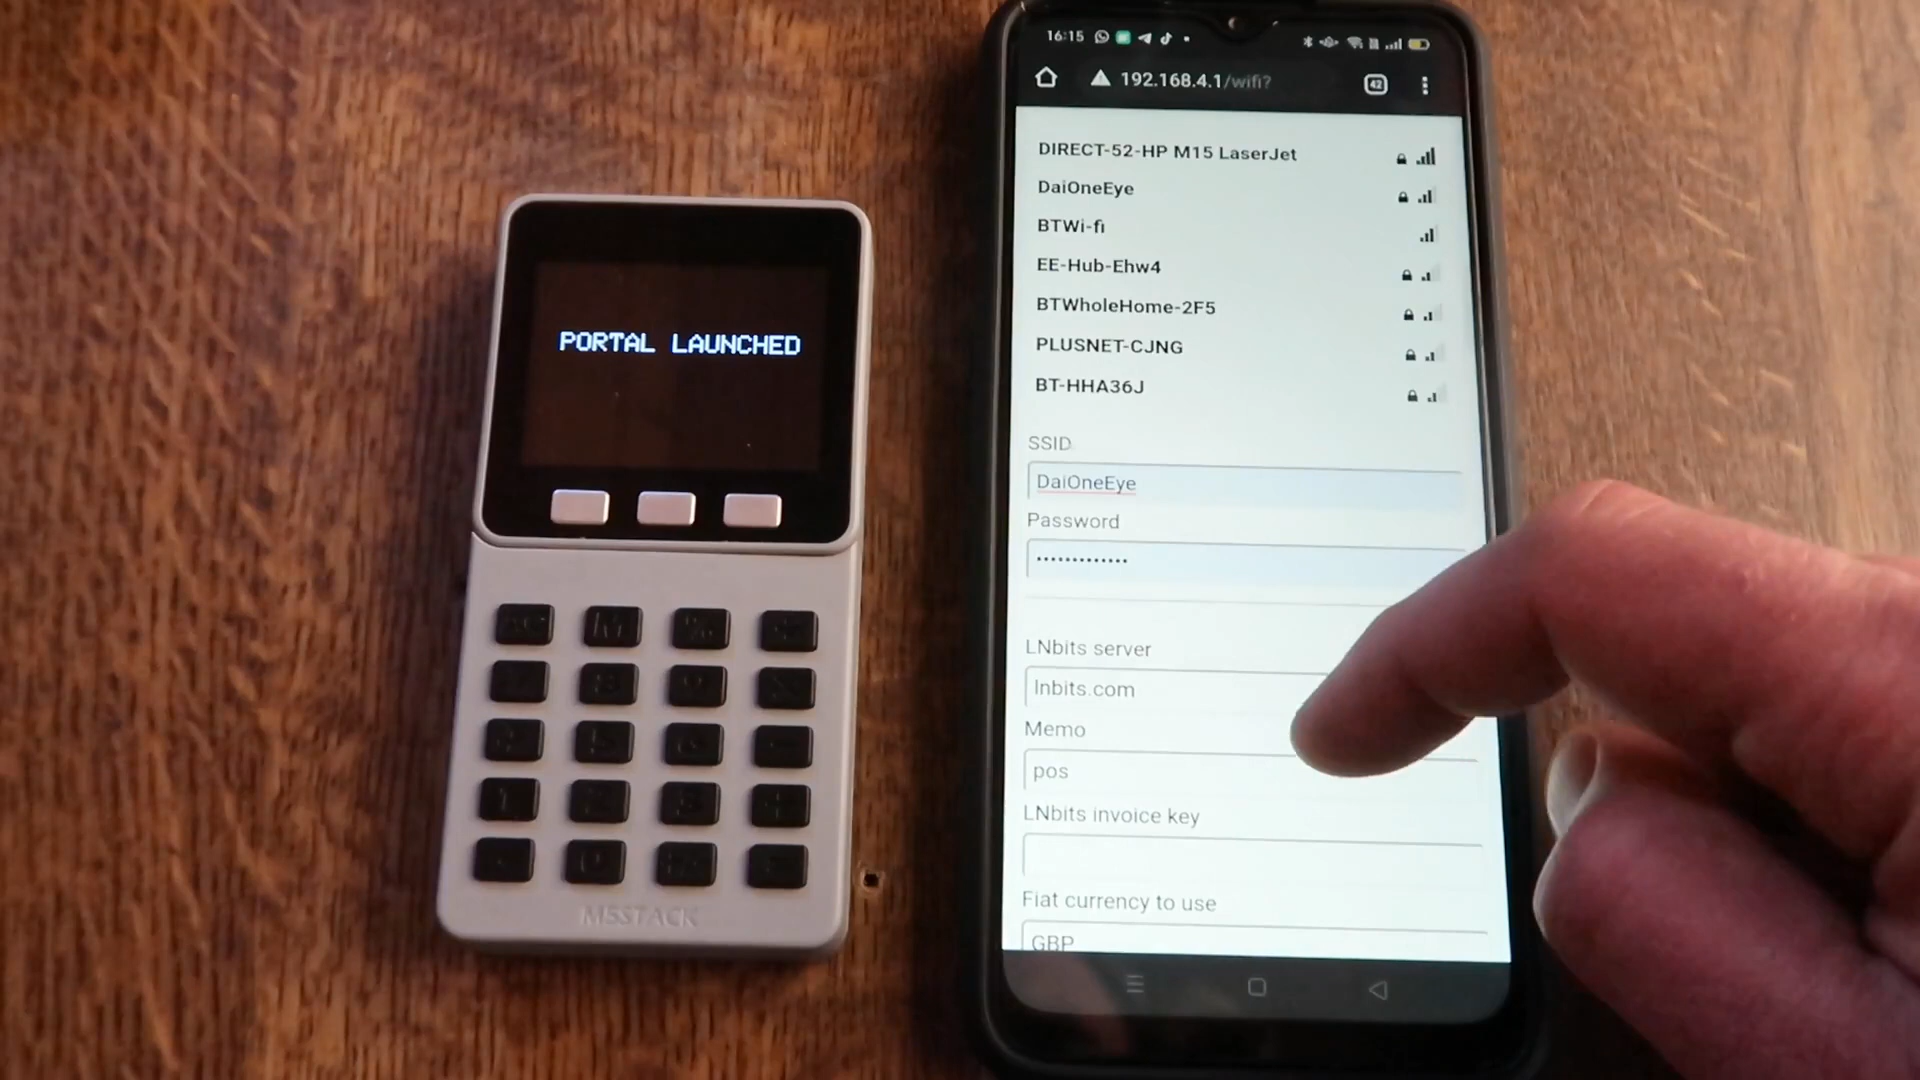 PORTAL LAUNCHED
M5STACK
16:15
192.168.4.1/wifi?
42
DIRECT-52-HP M15 LaserJet
DaiOneEye
BTWi-fi
EE-Hub-Ehw4
BTWholeHome-2F5
PLUSNET-CJNG
BT-HHA36J
SSID
DaiOneEye
Password
•••••••••••••
LNbits server
lnbits.com
Memo
pos
LNbits invoice key
Fiat currency to use
GBP